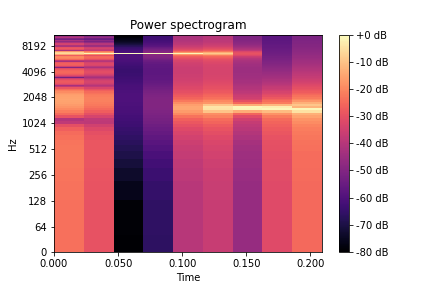 Power spectrogram
Hz
8192
4096
2048
1024
512
256
128
64
0
0.000 0.050 0.100 0.150 0.200
Time
+0 dB
-10 dB
-20 dB
-30 dB
-40 dB
-50 dB
-60 dB
-70 dB
-80 dB